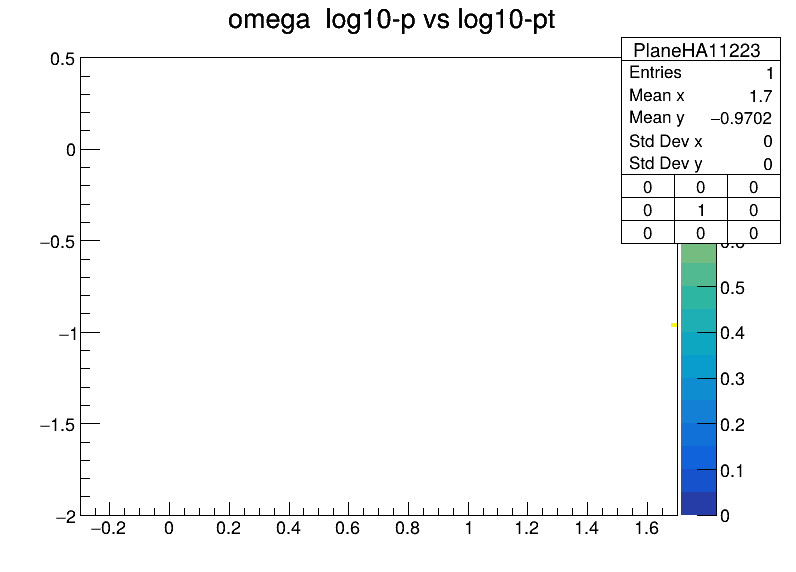 omega  log10-p vs log10-pt
PlaneHA11223
Entries 1
Mean x 1.7
Mean y −0.9702
Std Dev x 0
Std Dev y 0
0 0 0
0 1 0
0 0 0
0.5
0
−0.5
−1
−1.5
−2
−0.2 0 0.2 0.4 0.6 0.8 1 1.2 1.4 1.6
0.5
0.4
0.3
0.2
0.1
0